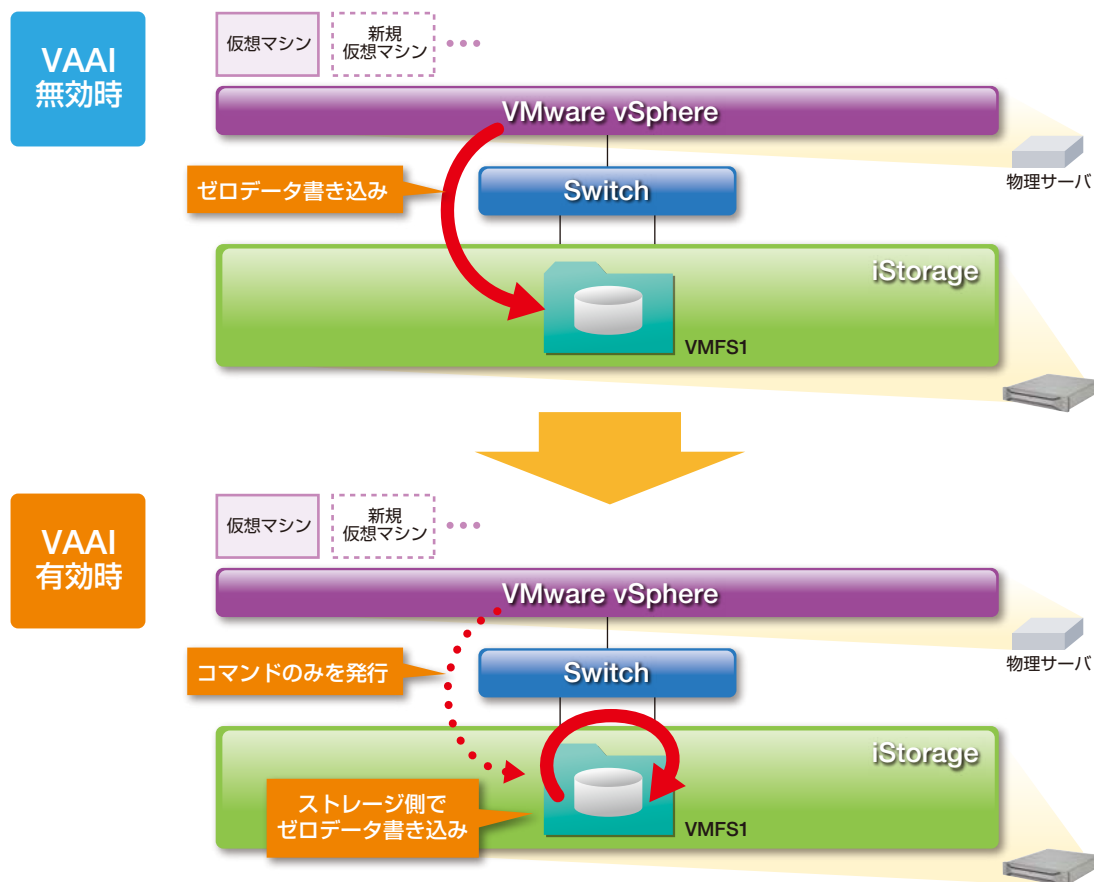 VAAI
無効時
仮想マシン
新規
仮想マシン
VMware vSphere
物理サーバ
ゼロデータ書き込み
Switch
iStorage
VMFS1
VAAI
有効時
仮想マシン
新規
仮想マシン
VMware vSphere
物理サーバ
コマンドのみを発行
Switch
iStorage
ストレージ側で
ゼロデータ書き込み
VMFS1